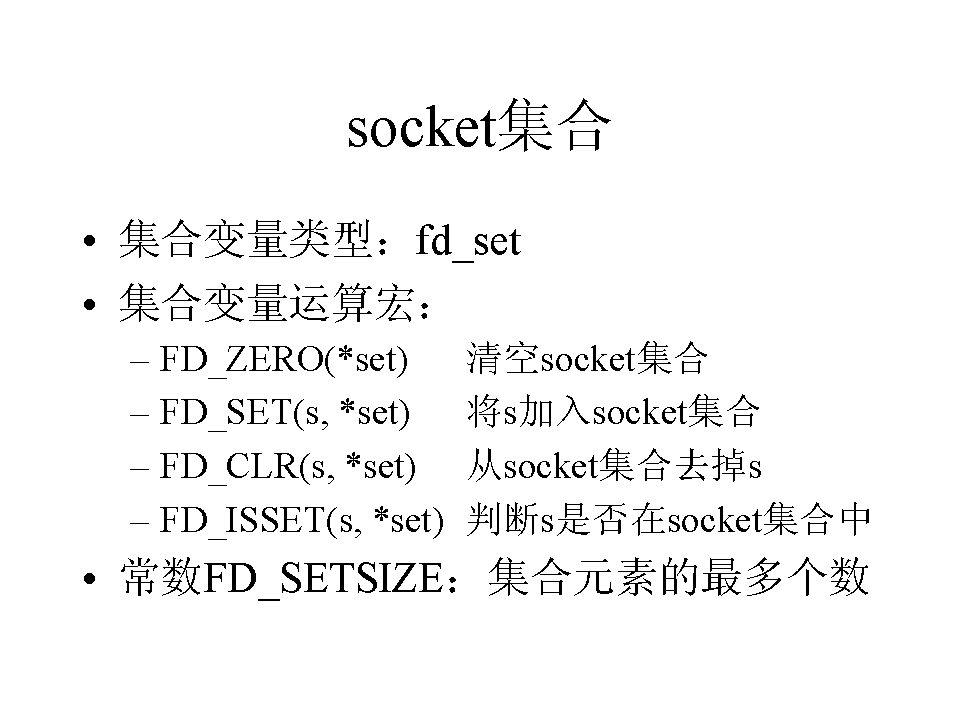 socket集合
• 集合变量类型：fd_set
• 集合变量运算宏：
– FD_ZERO(*set) 清空socket集合
– FD_SET(s, *set) 将s加入socket集合
– FD_CLR(s, *set) 从socket集合去掉s
– FD_ISSET(s, *set) 判断s是否在socket集合中
• 常数FD_SETSIZE：集合元素的最多个数